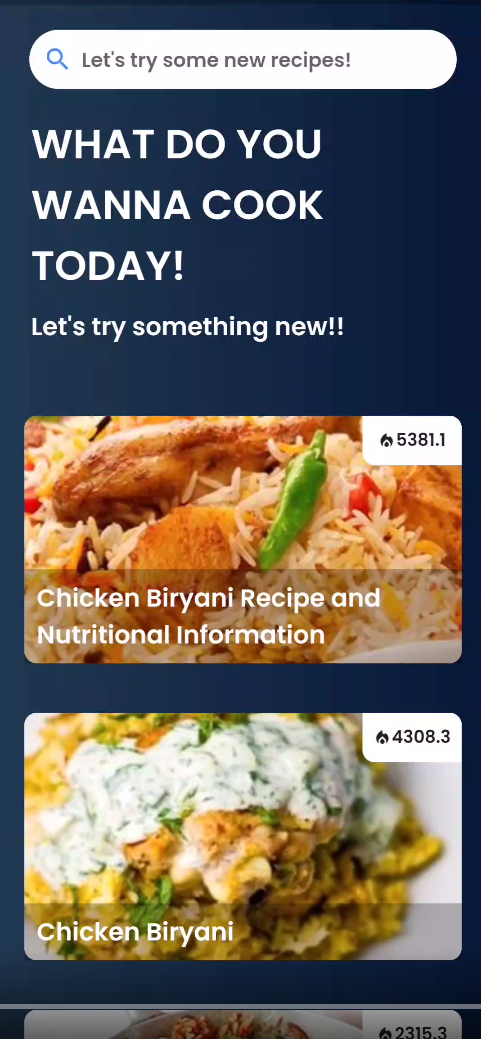 Let's try some new recipes!
WHAT DO YOU
WANNA COOK
TODAY!
Let's try something new!!
5381.1
Chicken Biryani Recipe and
Nutritional Information
4308.3
Chicken Biryani
2315.3